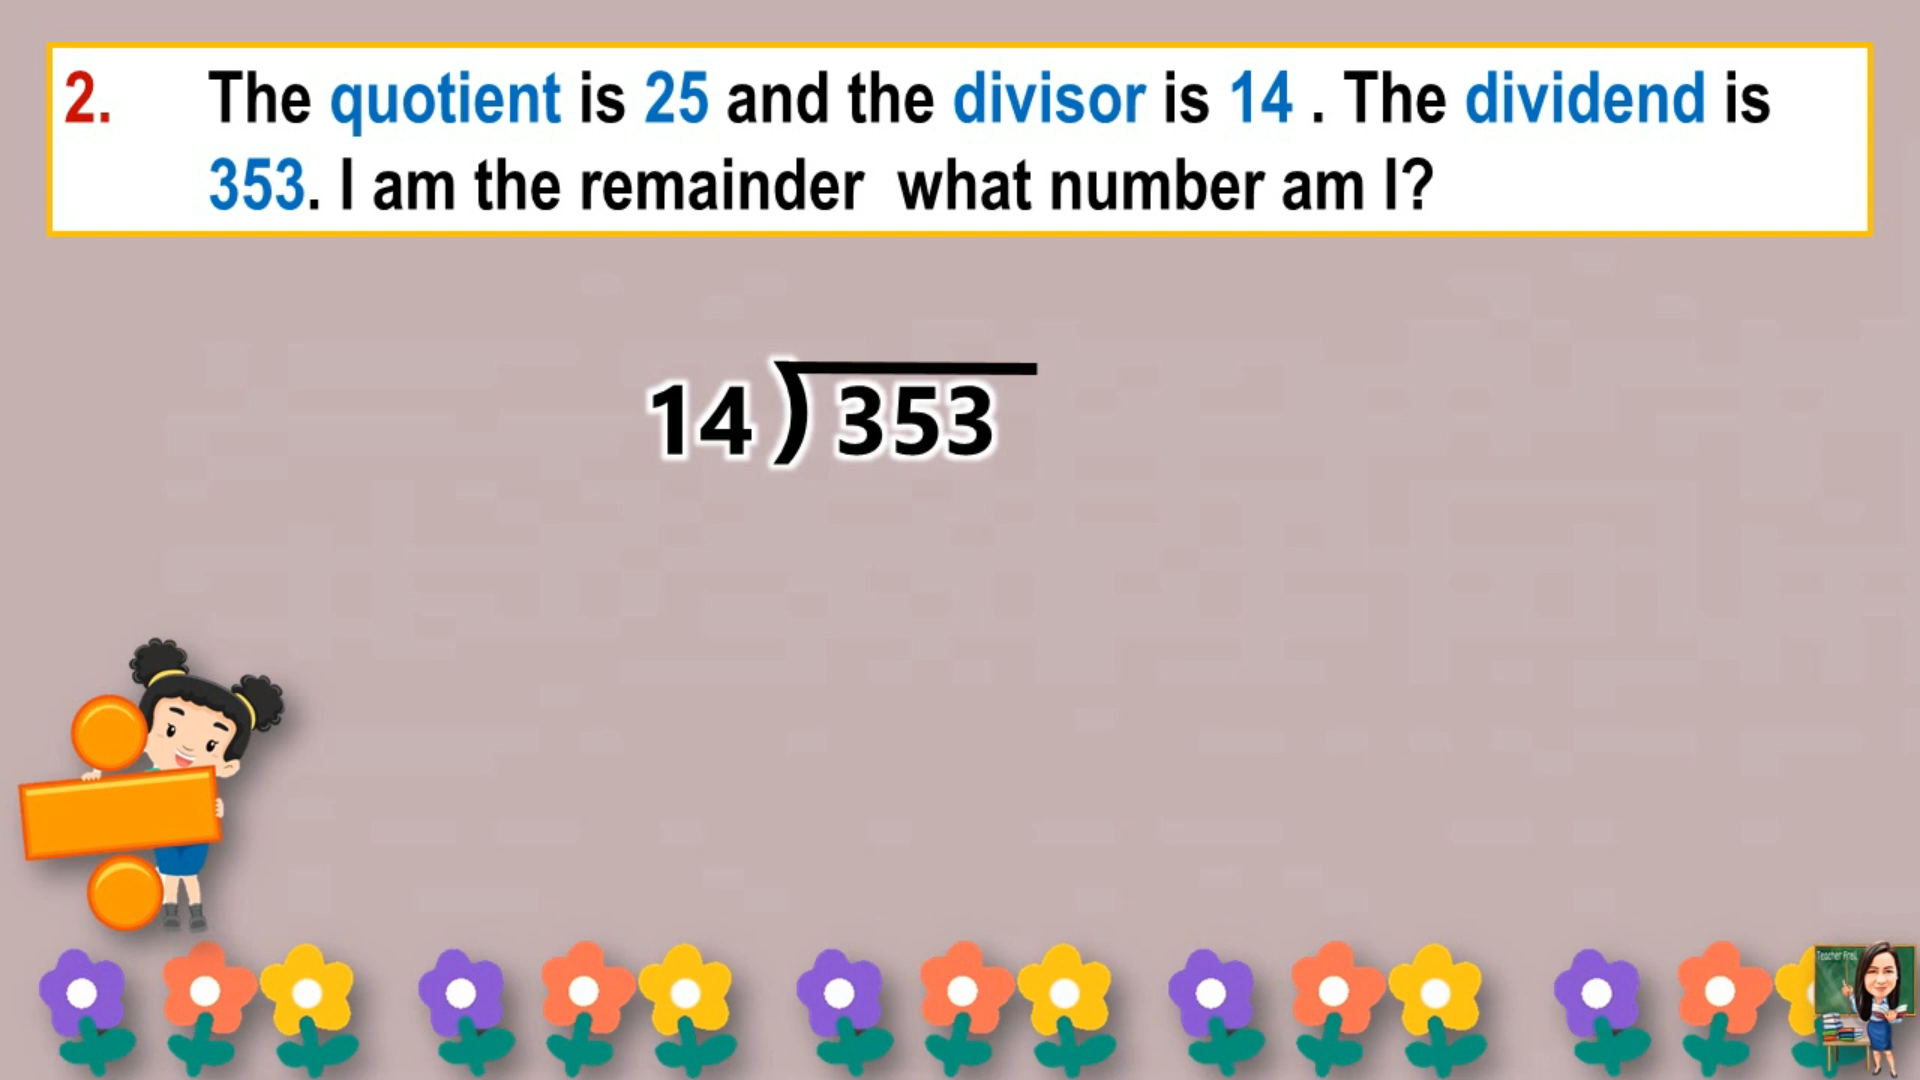 2. The quotient is 25 and the divisor is 14 . The dividend is
353. I am the remainder what number am I?
14)353